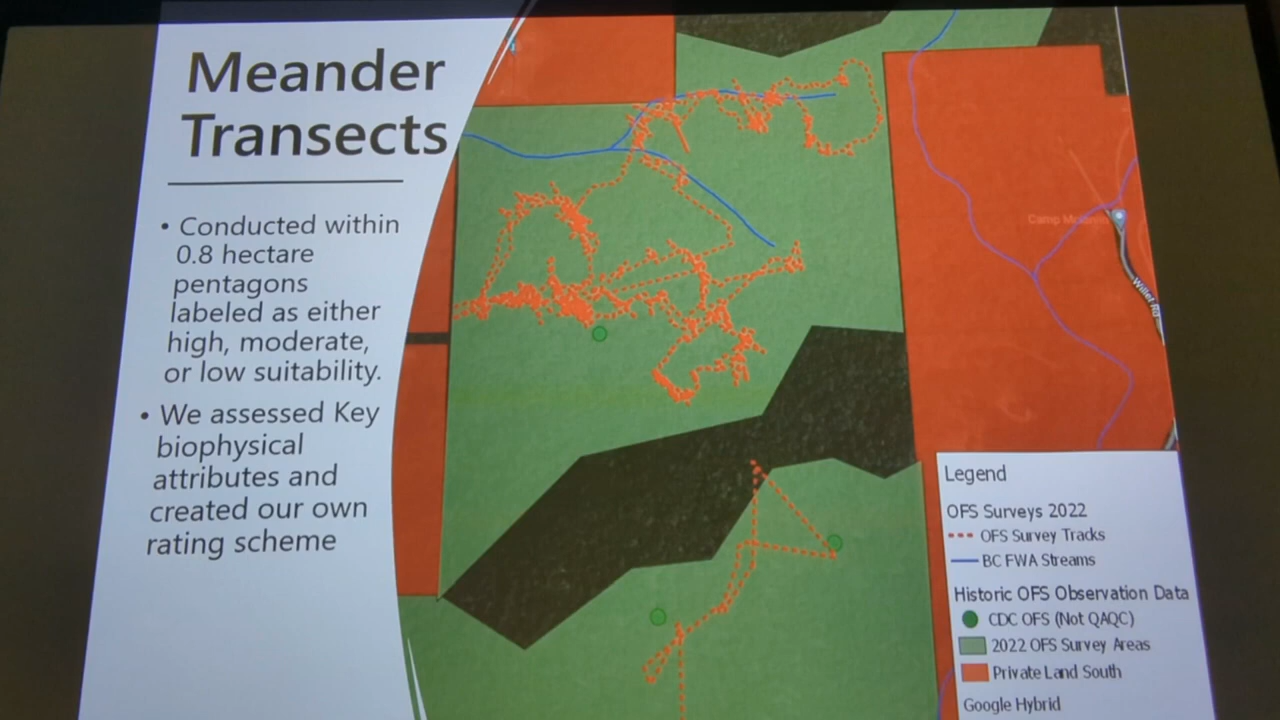 Meander
Transects
• Conducted within
0.8 hectare
pentagons
labeled as either
high, moderate,
or low suitability.
• We assessed Key
biophysical
attributes and
created our own
rating scheme
Willet Rd
Legend
OFS Surveys 2022
OFS Survey Tracks
BC FWA Streams
Historic OFS Observation Data
CDC OFS (Not QAQC)
2022 OFS Survey Areas
Private Land South
Google Hybrid